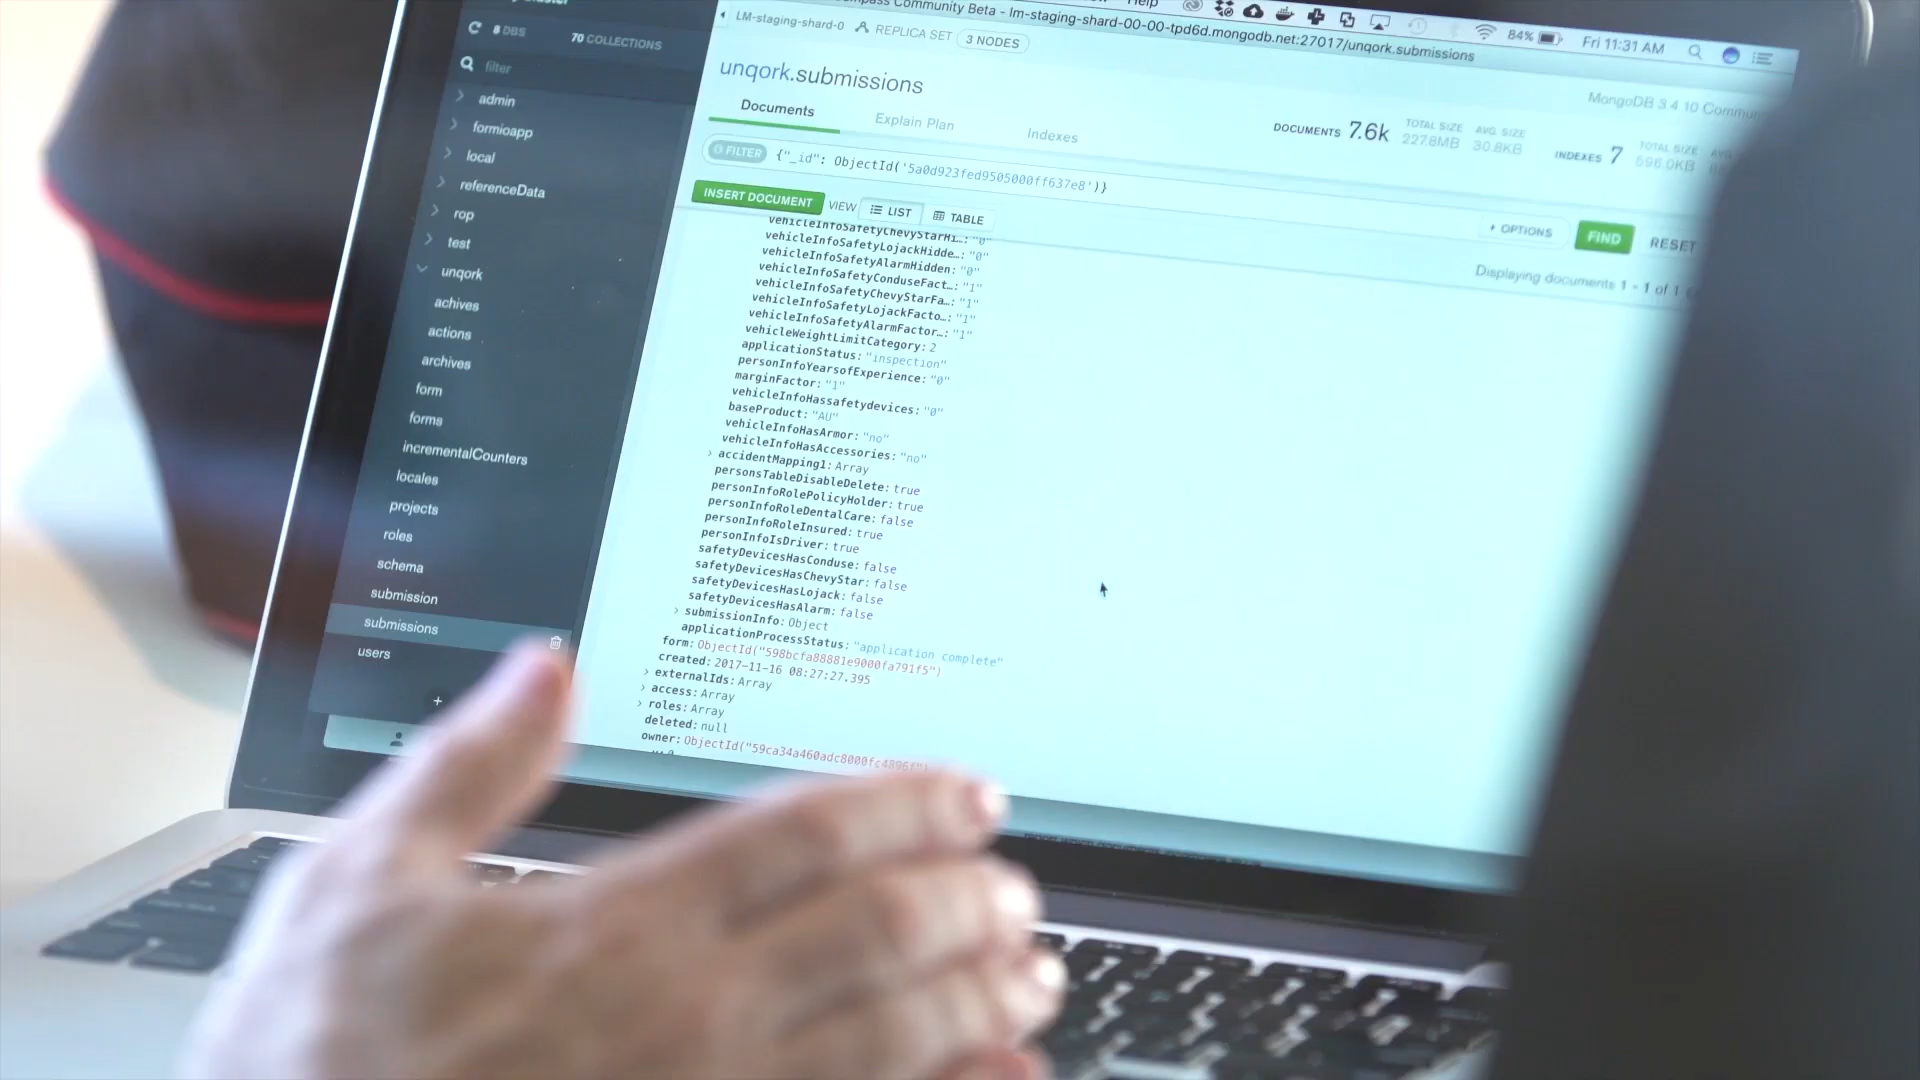 Help
Compass Community Beta - lm-staging-shard-00-00-tpd6d.mongodb.net:27017/unqork.submissions
84%
Fri 11:31 AM
8 DBS
70 COLLECTIONS
filter
admin
formioapp
local
referenceData
rop
test
unqork
achives
actions
archives
form
forms
incrementalCounters
locales
projects
roles
schema
submission
submissions
users
+
LM-staging-shard-0
REPLICA SET
3 NODES
MongoDB 3.4.10
unqork.submissions
DOCUMENTS 7.6k
TOTAL SIZE 227.8MB
AVG. SIZE 30.8KB
INDEXES 7
TOTAL SIZE 596.0KB
Documents
Explain Plan
Indexes
FILTER
{"_id": ObjectId('5a0d923fed9505000ff637e8')}
OPTIONS
FIND
RESET
INSERT DOCUMENT
VIEW
LIST
TABLE
Displaying documents 1 - 1 of 1
vehicleInfoSafetyChevyStarHi…: "0"
vehicleInfoSafetyLojackHidde…: "0"
vehicleInfoSafetyAlarmHidden: "0"
vehicleInfoSafetyConduseFact…: "1"
vehicleInfoSafetyChevyStarFa…: "1"
vehicleInfoSafetyLojackFacto…: "1"
vehicleInfoSafetyAlarmFactor…: "1"
vehicleWeightLimitCategory: 2
applicationStatus: "inspection"
personInfoYearsofExperience: "0"
marginFactor: "1"
vehicleInfoHassafetydevices: "0"
baseProduct: "AU"
vehicleInfoHasArmor: "no"
vehicleInfoHasAccessories: "no"
accidentMapping1: Array
personsTableDisableDelete: true
personInfoRolePolicyHolder: true
personInfoRoleDentalCare: false
personInfoRoleInsured: true
personInfoIsDriver: true
safetyDevicesHasConduse: false
safetyDevicesHasChevyStar: false
safetyDevicesHasLojack: false
safetyDevicesHasAlarm: false
submissionInfo: Object
applicationProcessStatus: "application complete"
form: ObjectId("598bcfa88881e9000fa791f5")
created: 2017-11-16 08:27:27.395
externalIds: Array
access: Array
roles: Array
deleted: null
owner: ObjectId("59ca34a460adc8000fc4896f")